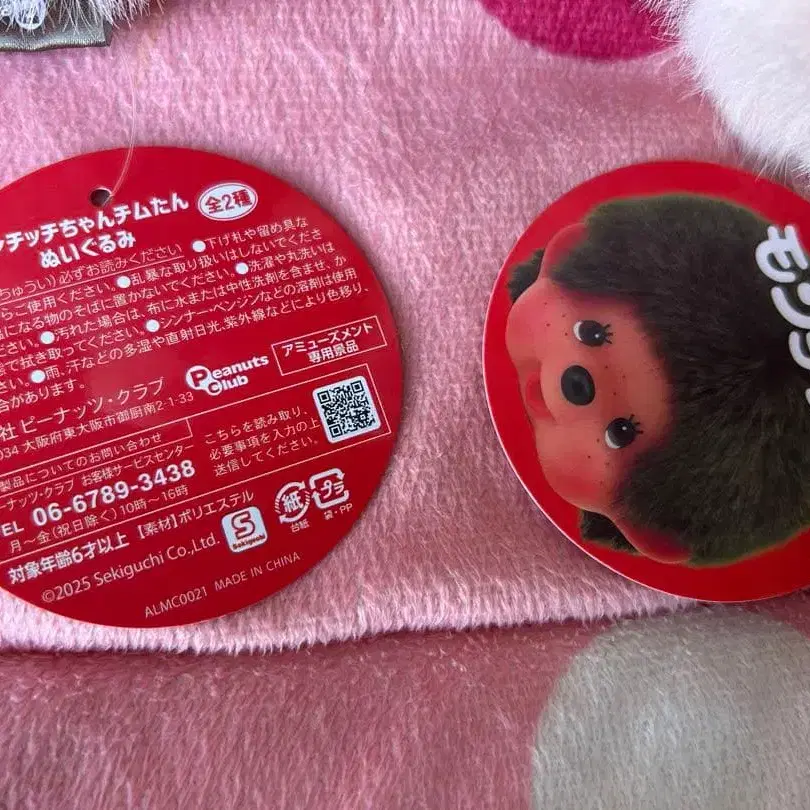 チッチちゃんチムたん
全2種
ぬいぐるみ
ちゅうい)必ずお読みください ●下げ札や留め具な
らご使用ください。●乱暴な取り扱いはしないでくださ
になる物のそばに置かないでください。●洗濯や丸洗いは
さい。●汚れた場合は、布に水または中性洗剤を含ませ、か
で拭き取ってください。●シンナー・ベンジンなどの溶剤は使用
さい。●雨、汗などの多湿や直射日光、紫外線などにより色移り、
合があります。
Peanuts Club
アミューズメント
専用景品
社 ピーナッツ・クラブ
034 大阪府東大阪市御厨南2-1-33
製品についてのお問い合わせ
ーナッツ・クラブ お客様サービスセンター
TEL 06-6789-3438
月~金(祝日除く)10時~16時
こちらを読み取り、
必要事項を入力の上
送信してください。
対象年齢6才以上 【素材】ポリエステル
S
Sekiguchi
紙
台紙
プラ
袋・PP
©2025 Sekiguchi Co.,Ltd.
ALMC0021 MADE IN CHINA
モンチ